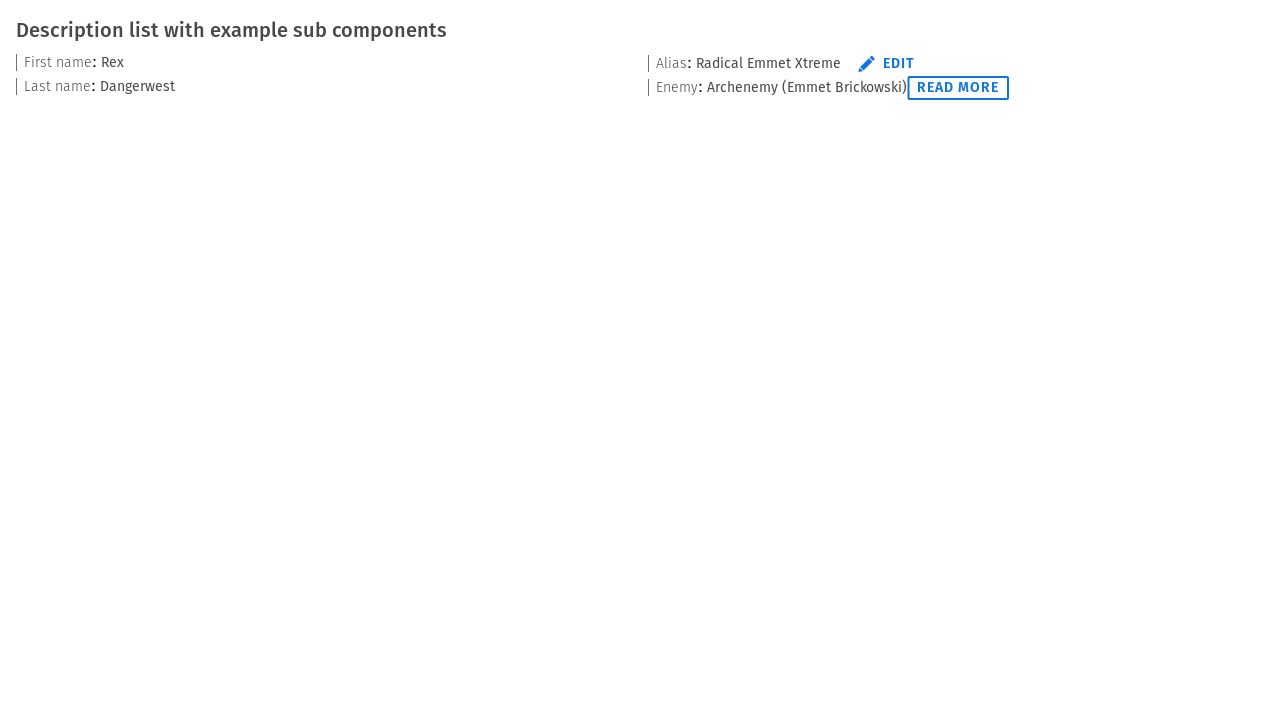 Description list with example sub components
First name: Rex
Last name: Dangerwest
Alias: Radical Emmet Xtreme EDIT
Enemy: Archenemy (Emmet Brickowski) READ MORE